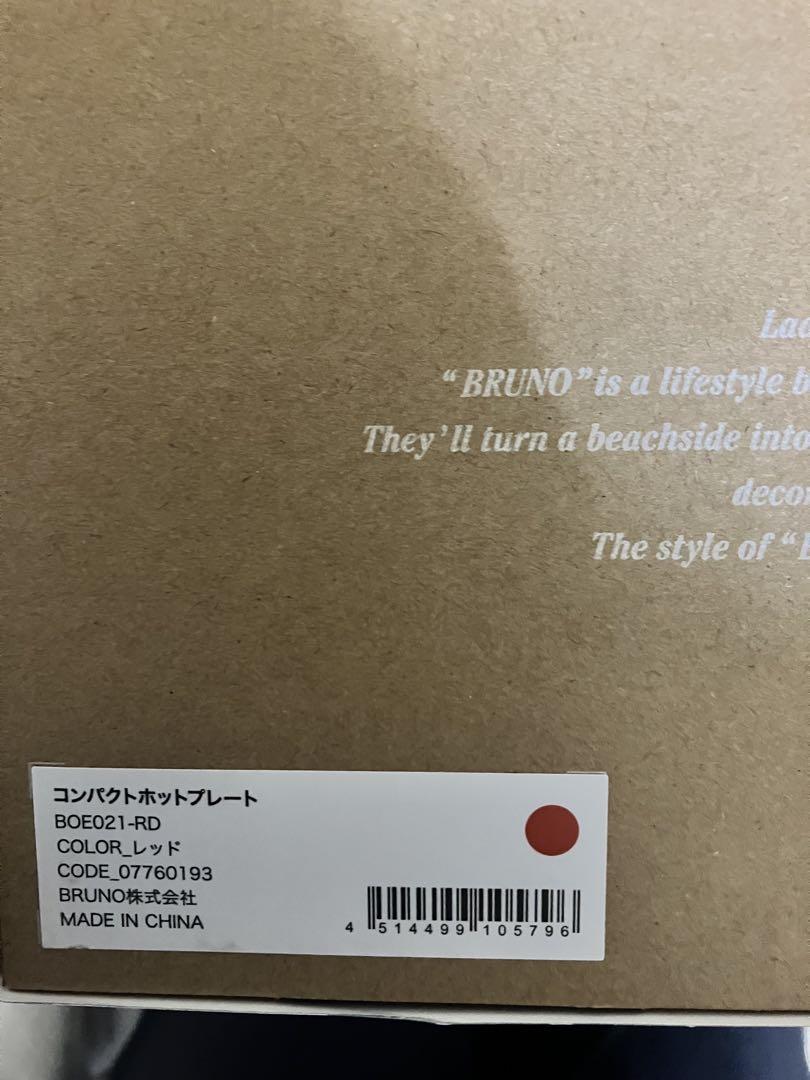 “BRUNO” is a lifestyle
They’ll turn a beachside into
The style of “
コンパクトホットプレート
BOE021-RD
COLOR_レッド
CODE_07760193
BRUNO株式会社
MADE IN CHINA
4 514499 105796